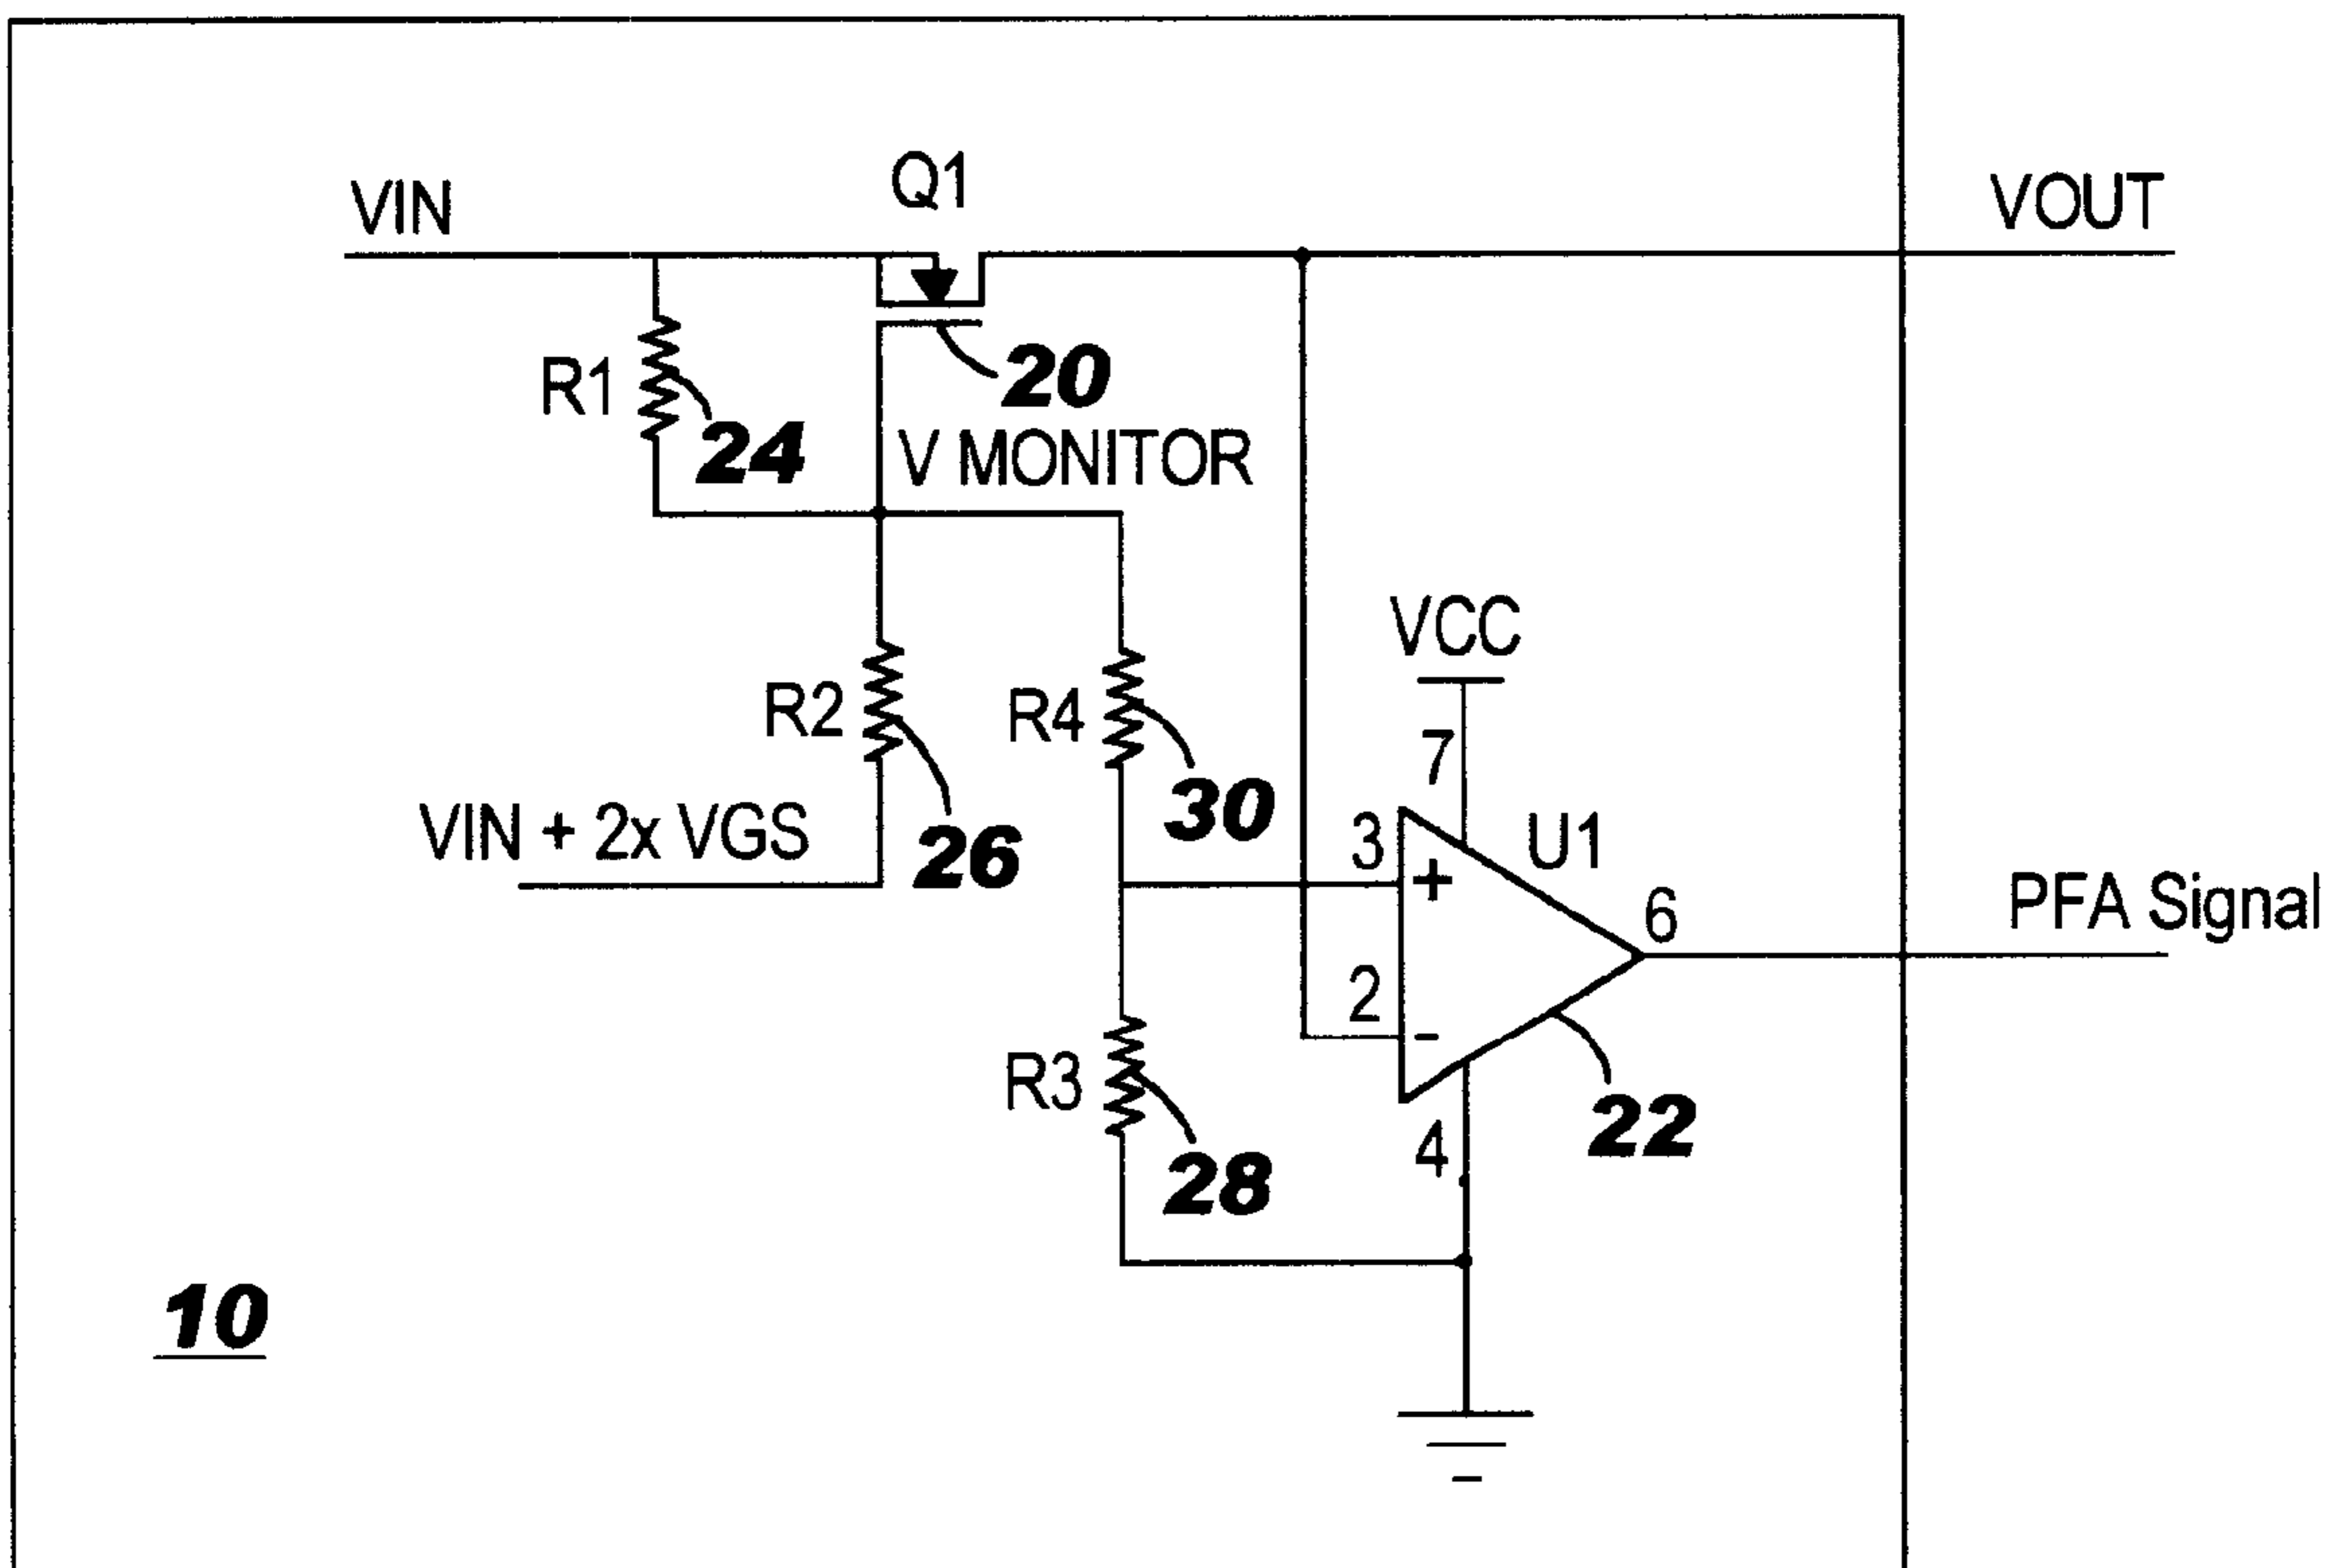 Q1
VIN
VOUT
20
R1
24
V MONITOR
VCC
R2
R4
7
30
VIN + 2x VGS
26
3
+
U1
6
PFA Signal
2
-
R3
22
4
28
10